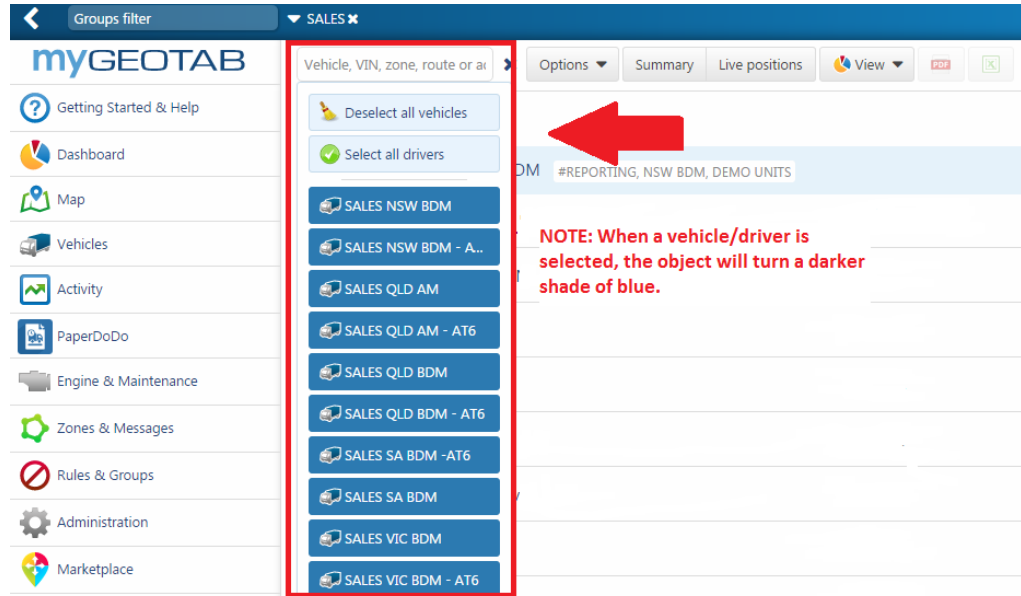 Groups filter
SALES
myGEOTAB
Getting Started & Help
Dashboard
Map
Vehicles
Activity
PaperDoDo
Engine & Maintenance
Zones & Messages
Rules & Groups
Administration
Marketplace
Vehicle, VIN, zone, route or
Deselect all vehicles
Select all drivers
SALES NSW BDM
SALES NSW BDM - A...
SALES QLD AM
SALES QLD AM - AT6
SALES QLD BDM
SALES QLD BDM - AT6
SALES SA BDM -AT6
SALES SA BDM
SALES VIC BDM
SALES VIC BDM - AT6
Options
Summary
Live positions
View
PDF
X
#REPORTING, NSW BDM, DEMO UNITS
NOTE: When a vehicle/driver is
selected, the object will turn a darker
shade of blue.